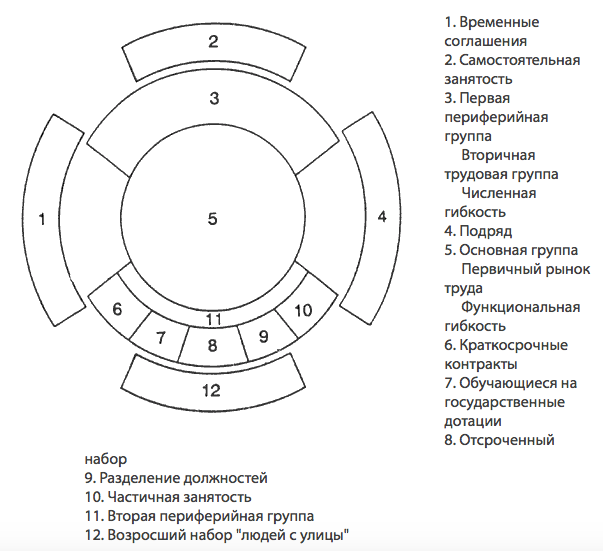 2
3
1
5
4
6
7
8
9
10
11
12
1. Временные
соглашения
2. Самостоятельная
занятость
3. Первая
периферийная
группа
Вторичная
трудовая группа
Численная
гибкость
4. Подряд
5. Основная группа
Первичный рынок
труда
Функциональная
гибкость
6. Краткосрочные
контракты
7. Обучающиеся на
государственные
дотации
8. Отсроченный
набор
9. Разделение должностей
10. Частичная занятость
11. Вторая периферийная группа
12. Возросший набор "людей с улицы"